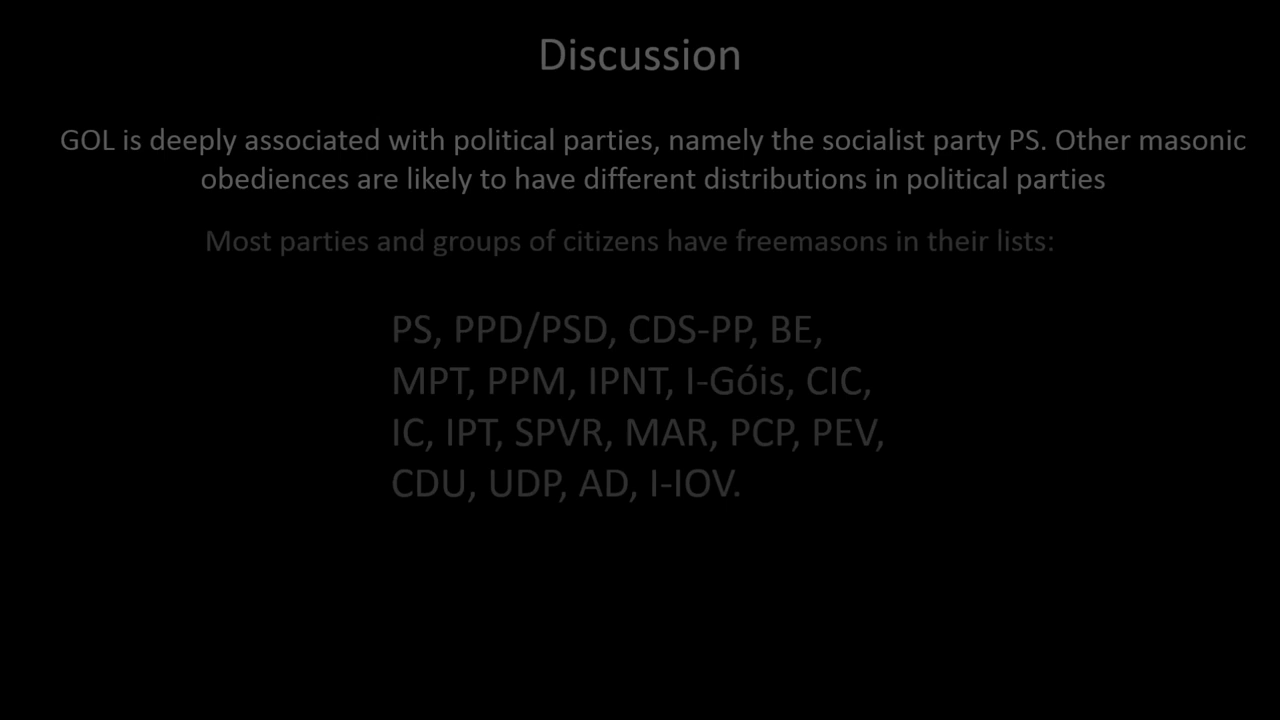 Discussion
GOL is deeply associated with political parties, namely the socialist party PS. Other masonic
obediences are likely to have different distributions in political parties
Most parties and groups of citizens have freemasons in their lists:
PS, PPD/PSD, CDS-PP, BE,
MPT, PPM, IPNT, I-Góis, CIC,
IC, IPT, SPVR, MAR, PCP, PEV,
CDU, UDP, AD, I-IOV.